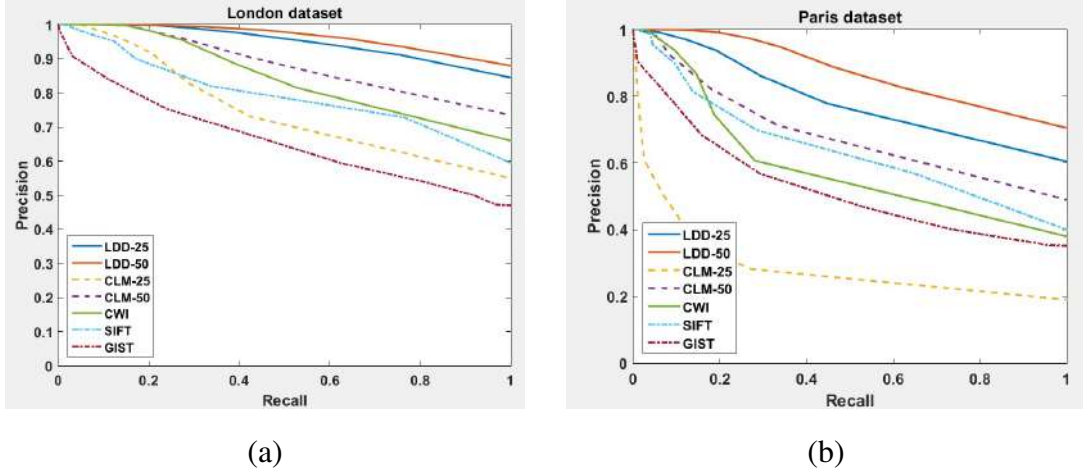 London dataset
1
0.9
0.8
0.7
0.6
0.5
0.4
0.3
0.2
0.1
0
Precision
LDD-25
LDD-50
CLM-25
CLM-50
CWI
SIFT
GIST
0 0.2 0.4 0.6 0.8 1
Recall
(a)
Paris dataset
1
0.8
0.6
0.4
0.2
0
Precision
LDD-25
LDD-50
CLM-25
CLM-50
CWI
SIFT
GIST
0 0.2 0.4 0.6 0.8 1
Recall
(b)